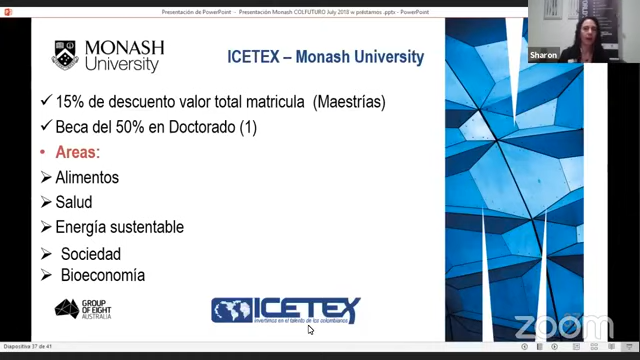 Presentación de PowerPoint - Presentación Monash COLFUTURO July 2018 w préstamos .ppts - PowerPoint
Sharon
MONASH
University
ICETEX – Monash University
✓ 15% de descuento valor total matricula (Maestrías)
✓ Beca del 50% en Doctorado (1)
• Areas:
➢ Alimentos
➢ Salud
➢ Energía sustentable
➢ Sociedad
➢ Bioeconomía
GROUP
OF EIGHT
AUSTRALIA
ICETEX
Invertimos en el talento de los colombianos
zoom
Diapositiva 37 de 41